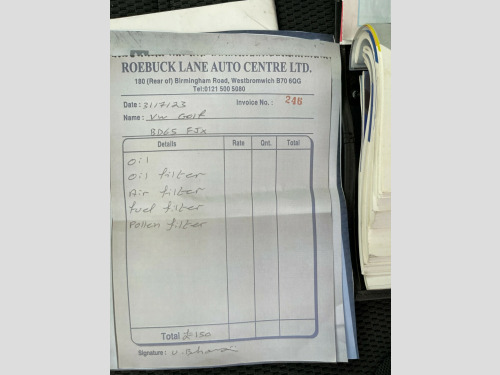 ROEBUCK LANE AUTO CENTRE LTD.
180 (Rear of) Birmingham Road, Westbromwich B70 6QG
Tel:0121 500 5080
Date: 31/7/23 Invoice No.: 246
Name: VW Golf
BD65 FJX
Details Rate Qnt. Total
oil
oil filter
Air filter
fuel filter
Pollen filter
Total £150
Signature: